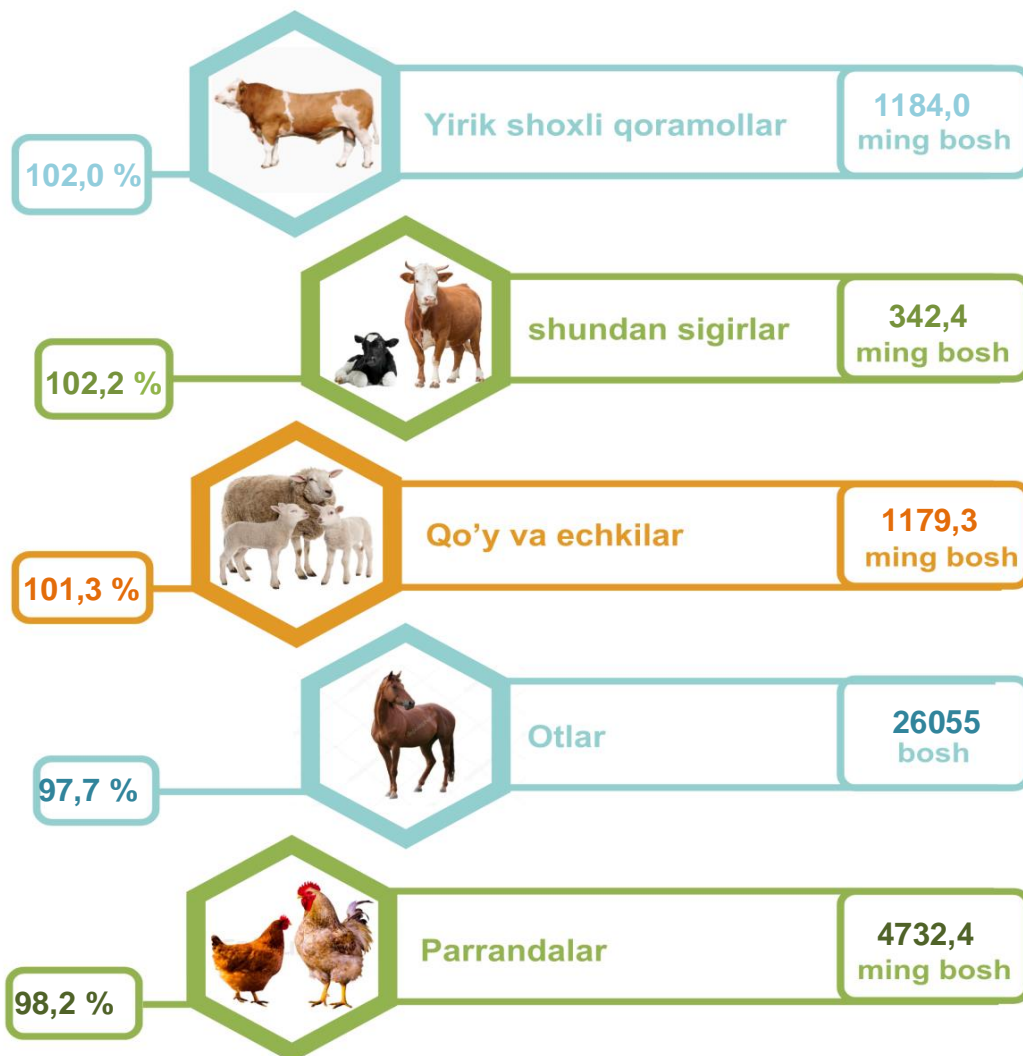 Yirik shoxli qoramollar
1184,0
ming bosh
102,0 %
shundan sigirlar
342,4
ming bosh
102,2 %
Qo’y va echkilar
1179,3
ming bosh
101,3 %
Otlar
26055
bosh
97,7 %
Parrandalar
4732,4
ming bosh
98,2 %